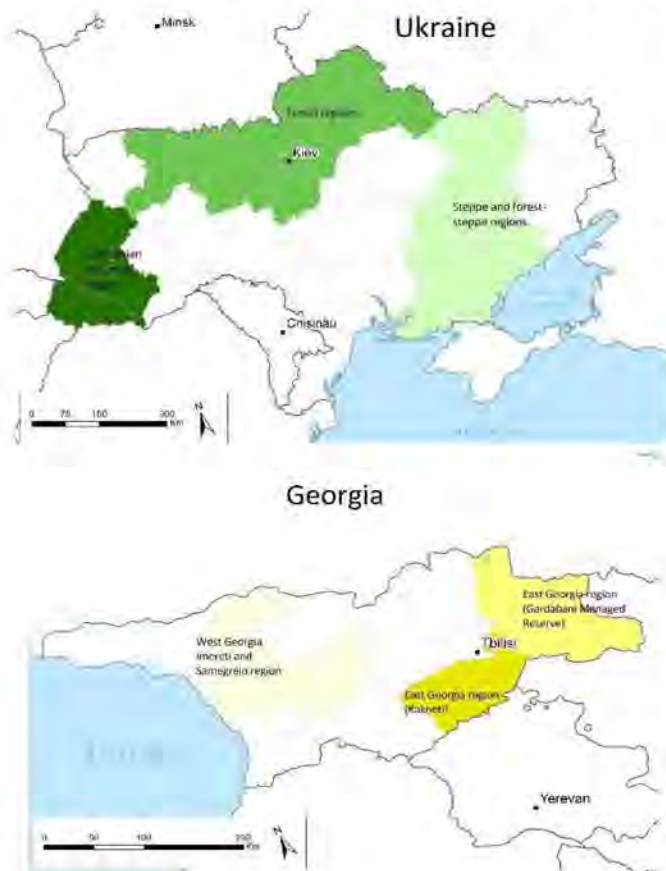 Ukraine
Minsk
Forest region
Kiev
Steppe and forest-
steppe regions
Chisinau
N
0 75 150 300
Km
Georgia
East Georgia region
(Gardabani Managed
Reserve)
Tbilisi
West Georgia
Imereti and
Samegrelo region
East Georgia region
(Kakheti)
Yerevan
0 50 100 200
Km
N